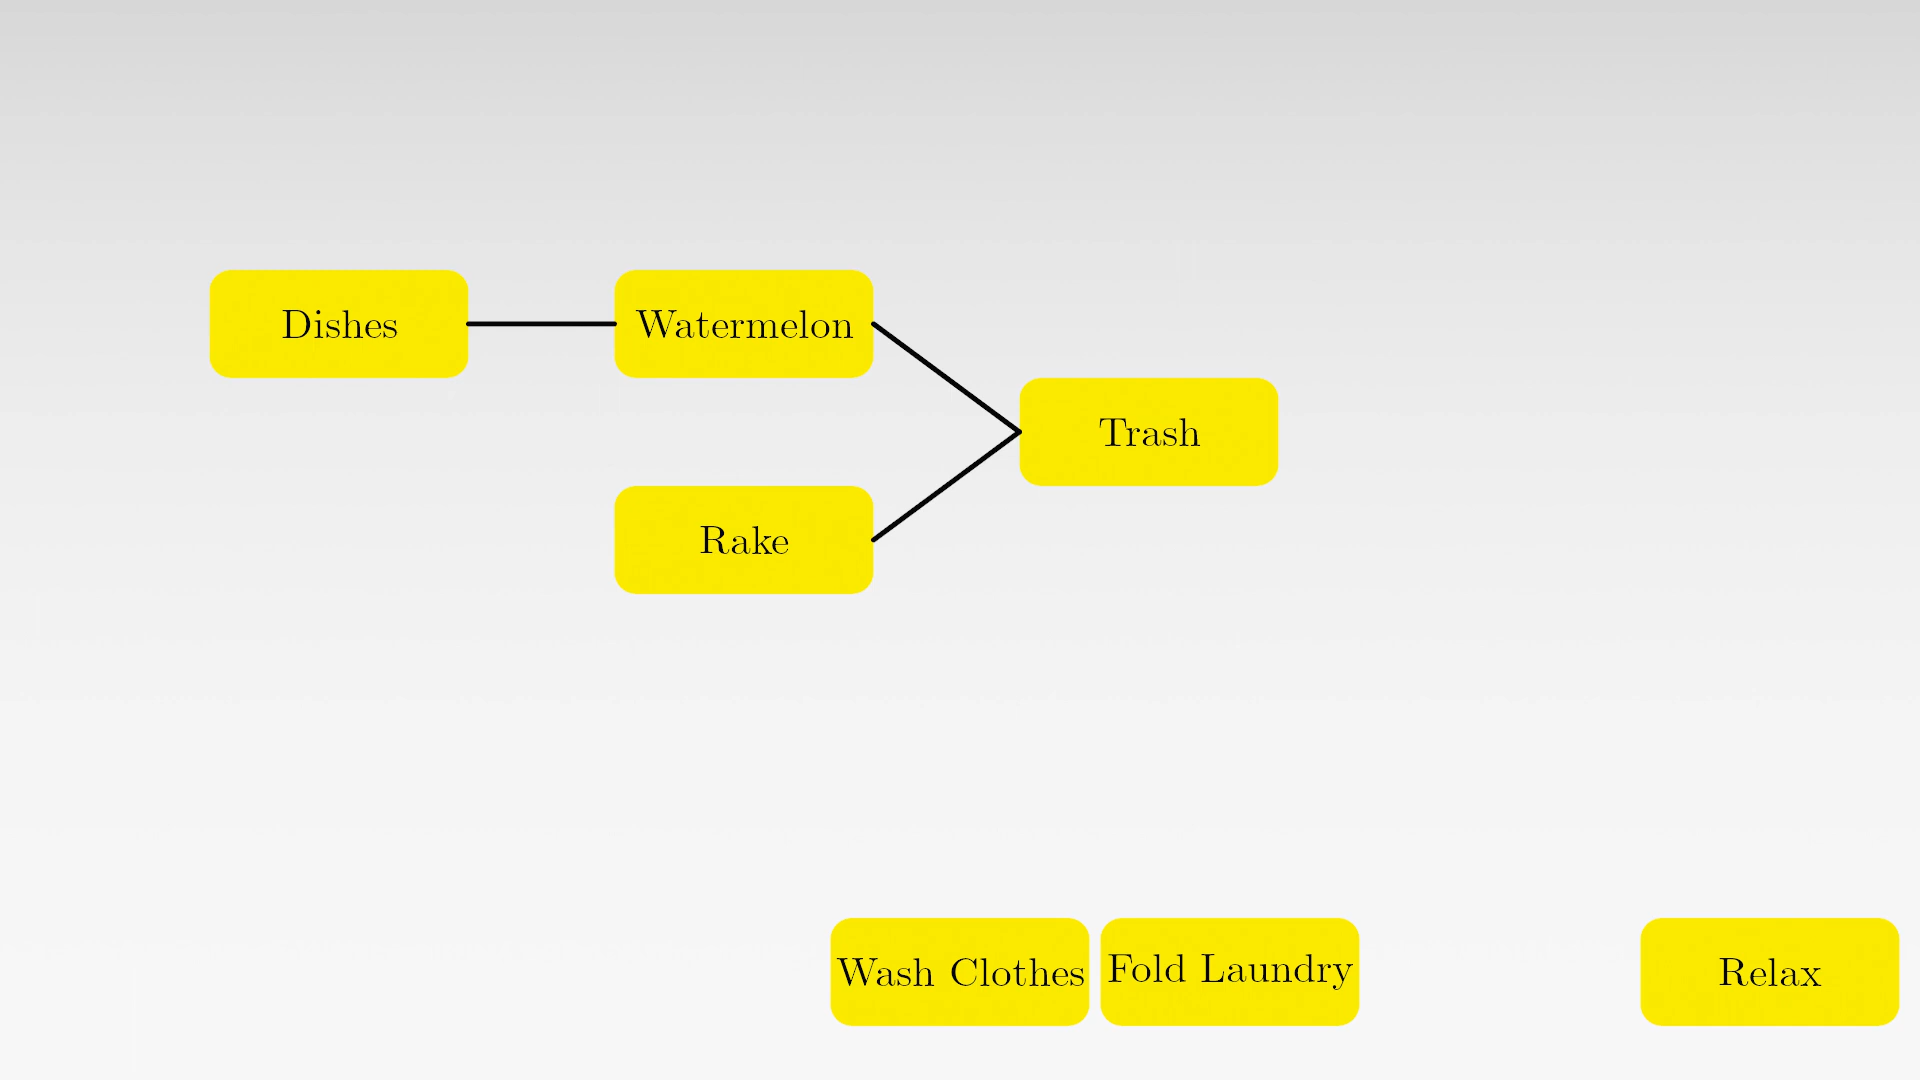 Dishes
Watermelon
Trash
Rake
Wash Clothes
Fold Laundry
Relax